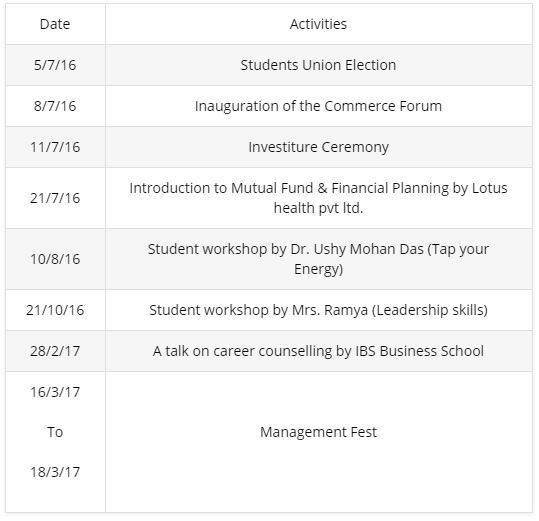 Date Activities
5/7/16 Students Union Election
8/7/16 Inauguration of the Commerce Forum
11/7/16 Investiture Ceremony
21/7/16 Introduction to Mutual Fund & Financial Planning by Lotus
health pvt ltd.
10/8/16 Student workshop by Dr. Ushy Mohan Das (Tap your
Energy)
21/10/16 Student workshop by Mrs. Ramya (Leadership skills)
28/2/17 A talk on career counselling by IBS Business School
16/3/17
To Management Fest
18/3/17